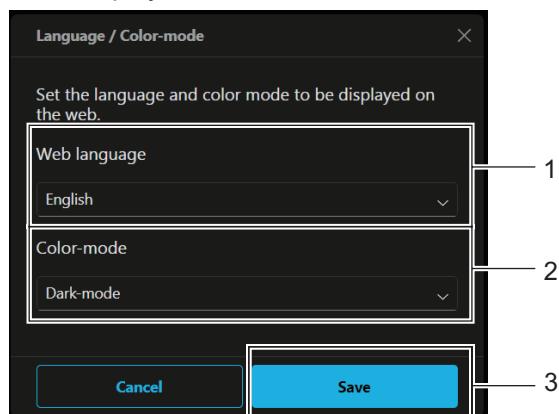 Language / Color-mode
Set the language and color mode to be displayed on
the web.
Web language
1
English
Color-mode
2
Dark-mode
Cancel
Save
3